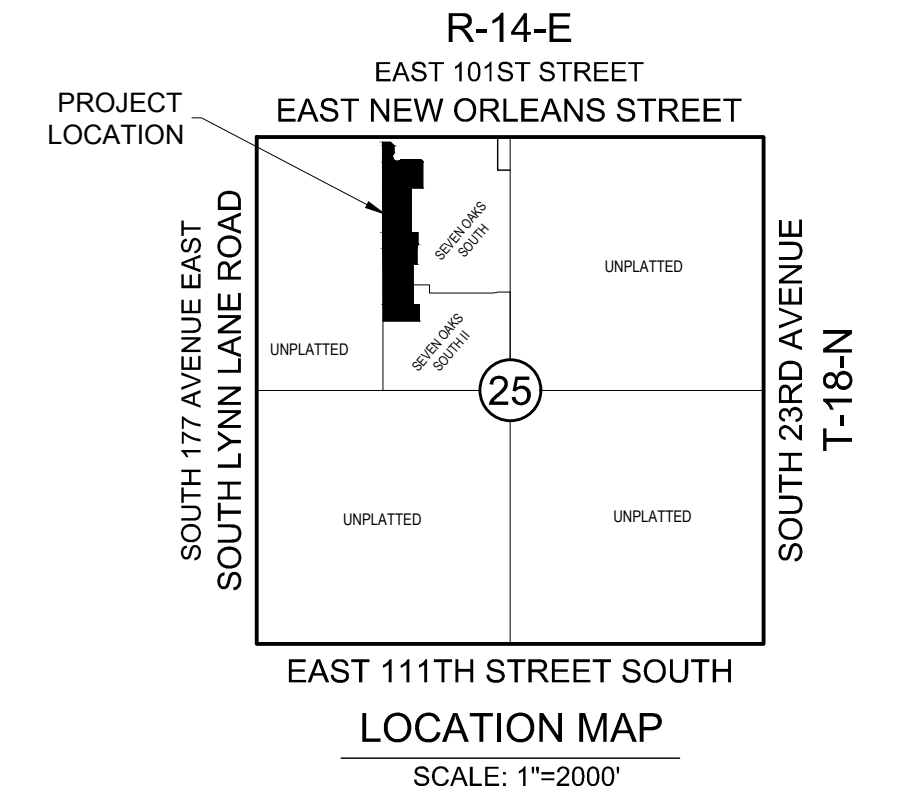 R-14-E
EAST 101ST STREET
EAST NEW ORLEANS STREET
PROJECT
LOCATION
SOUTH 177 AVENUE EAST
SOUTH LYNN LANE ROAD
SEVEN OAKS
SOUTH
UNPLATTED
UNPLATTED
SEVEN OAKS
SOUTH II
25
UNPLATTED
UNPLATTED
SOUTH 23RD AVENUE
T-18-N
EAST 111TH STREET SOUTH
LOCATION MAP
SCALE: 1"=2000'